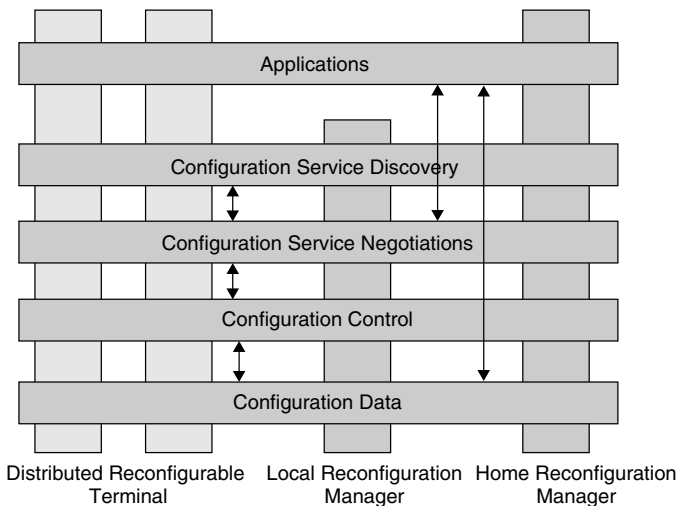 Applications
Configuration Service Discovery
Configuration Service Negotiations
Configuration Control
Configuration Data
Distributed Reconfigurable
Terminal
Local Reconfiguration
Manager
Home Reconfiguration
Manager